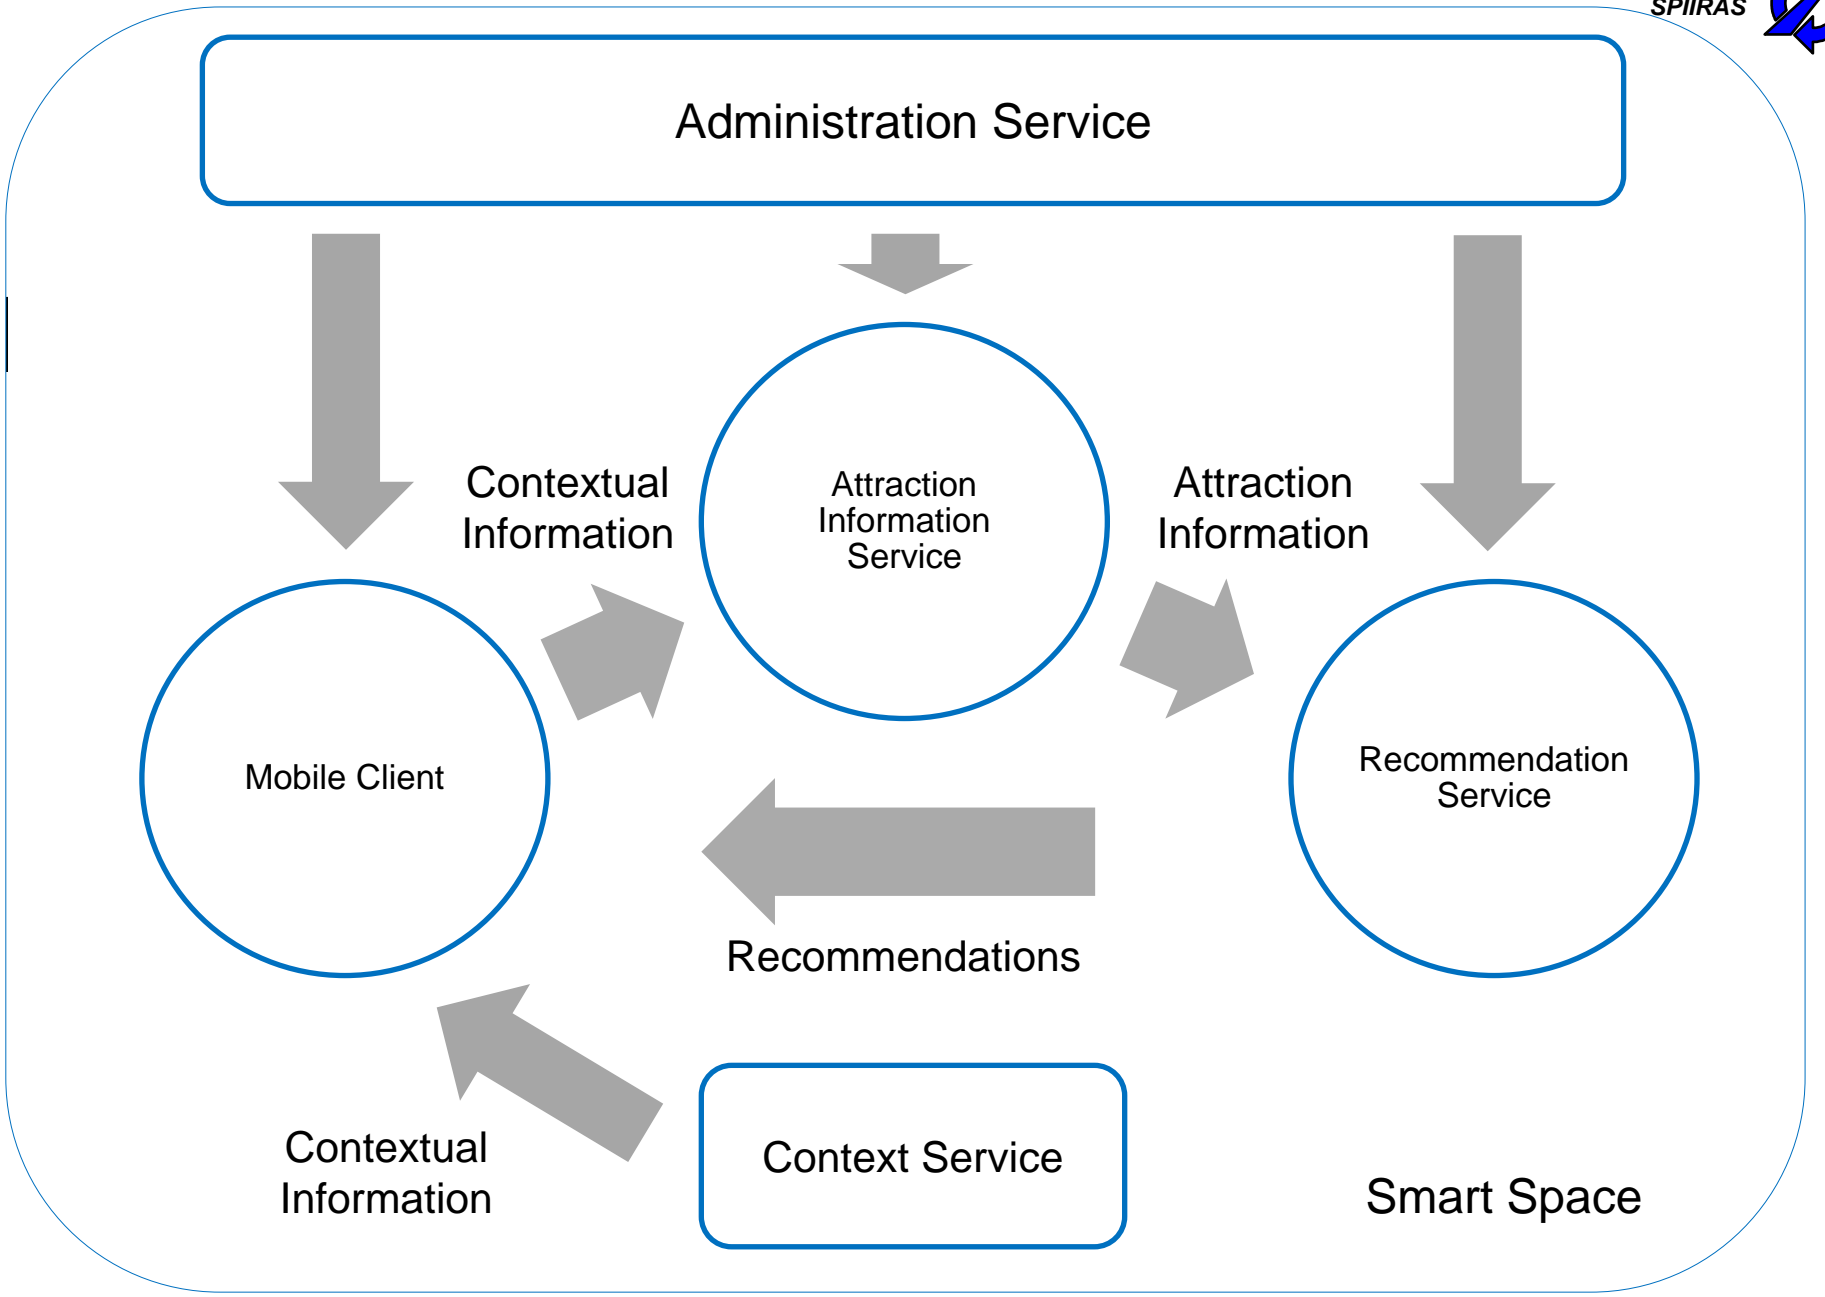 SPIIRAS
Administration Service
Contextual
Information
Attraction
Information
Service
Attraction
Information
Mobile Client
Recommendation
Service
Recommendations
Contextual
Information
Context Service
Smart Space